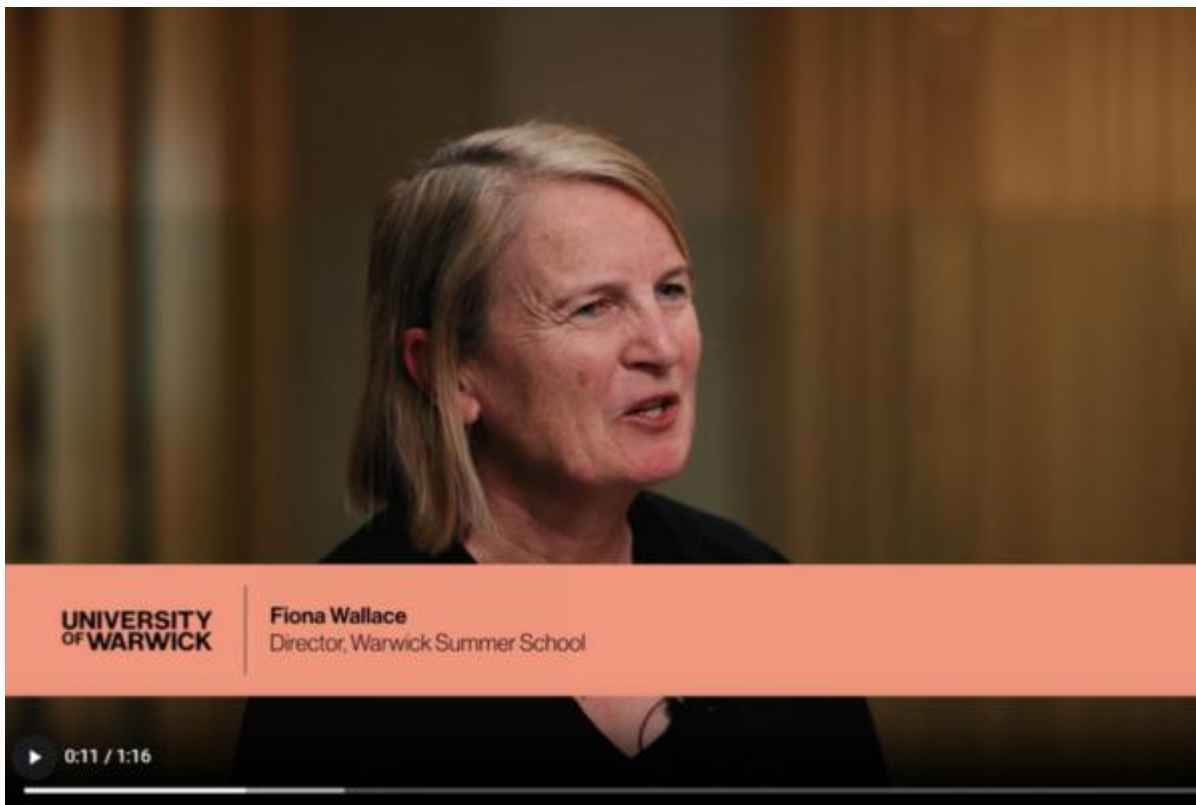 UNIVERSITY
OF WARWICK
Fiona Wallace
Director, Warwick Summer School
0:11 / 1:16